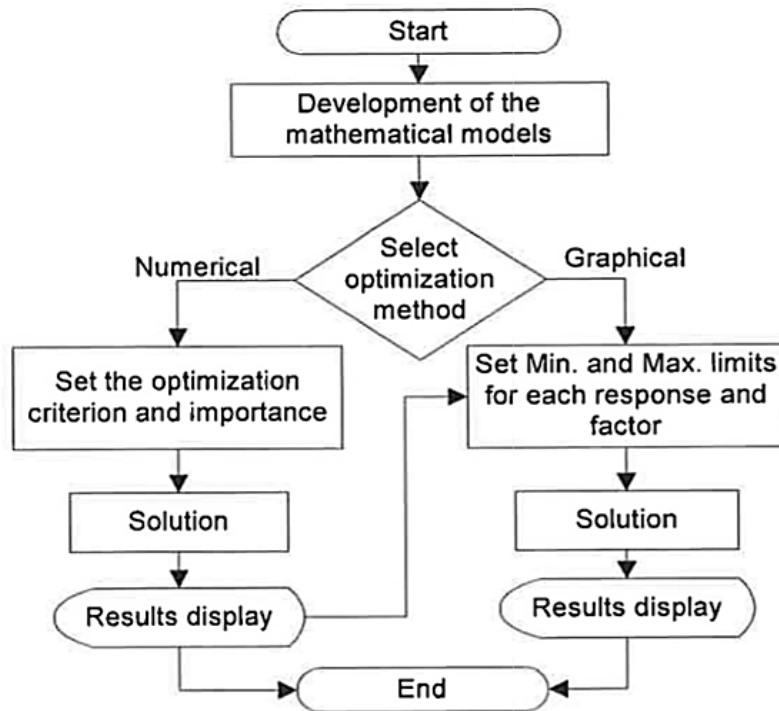 Start
Development of the
mathematical models
Select
optimization
method
Numerical
Graphical
Set the optimization
criterion and importance
Set Min. and Max. limits
for each response and
factor
Solution
Solution
Results display
Results display
End